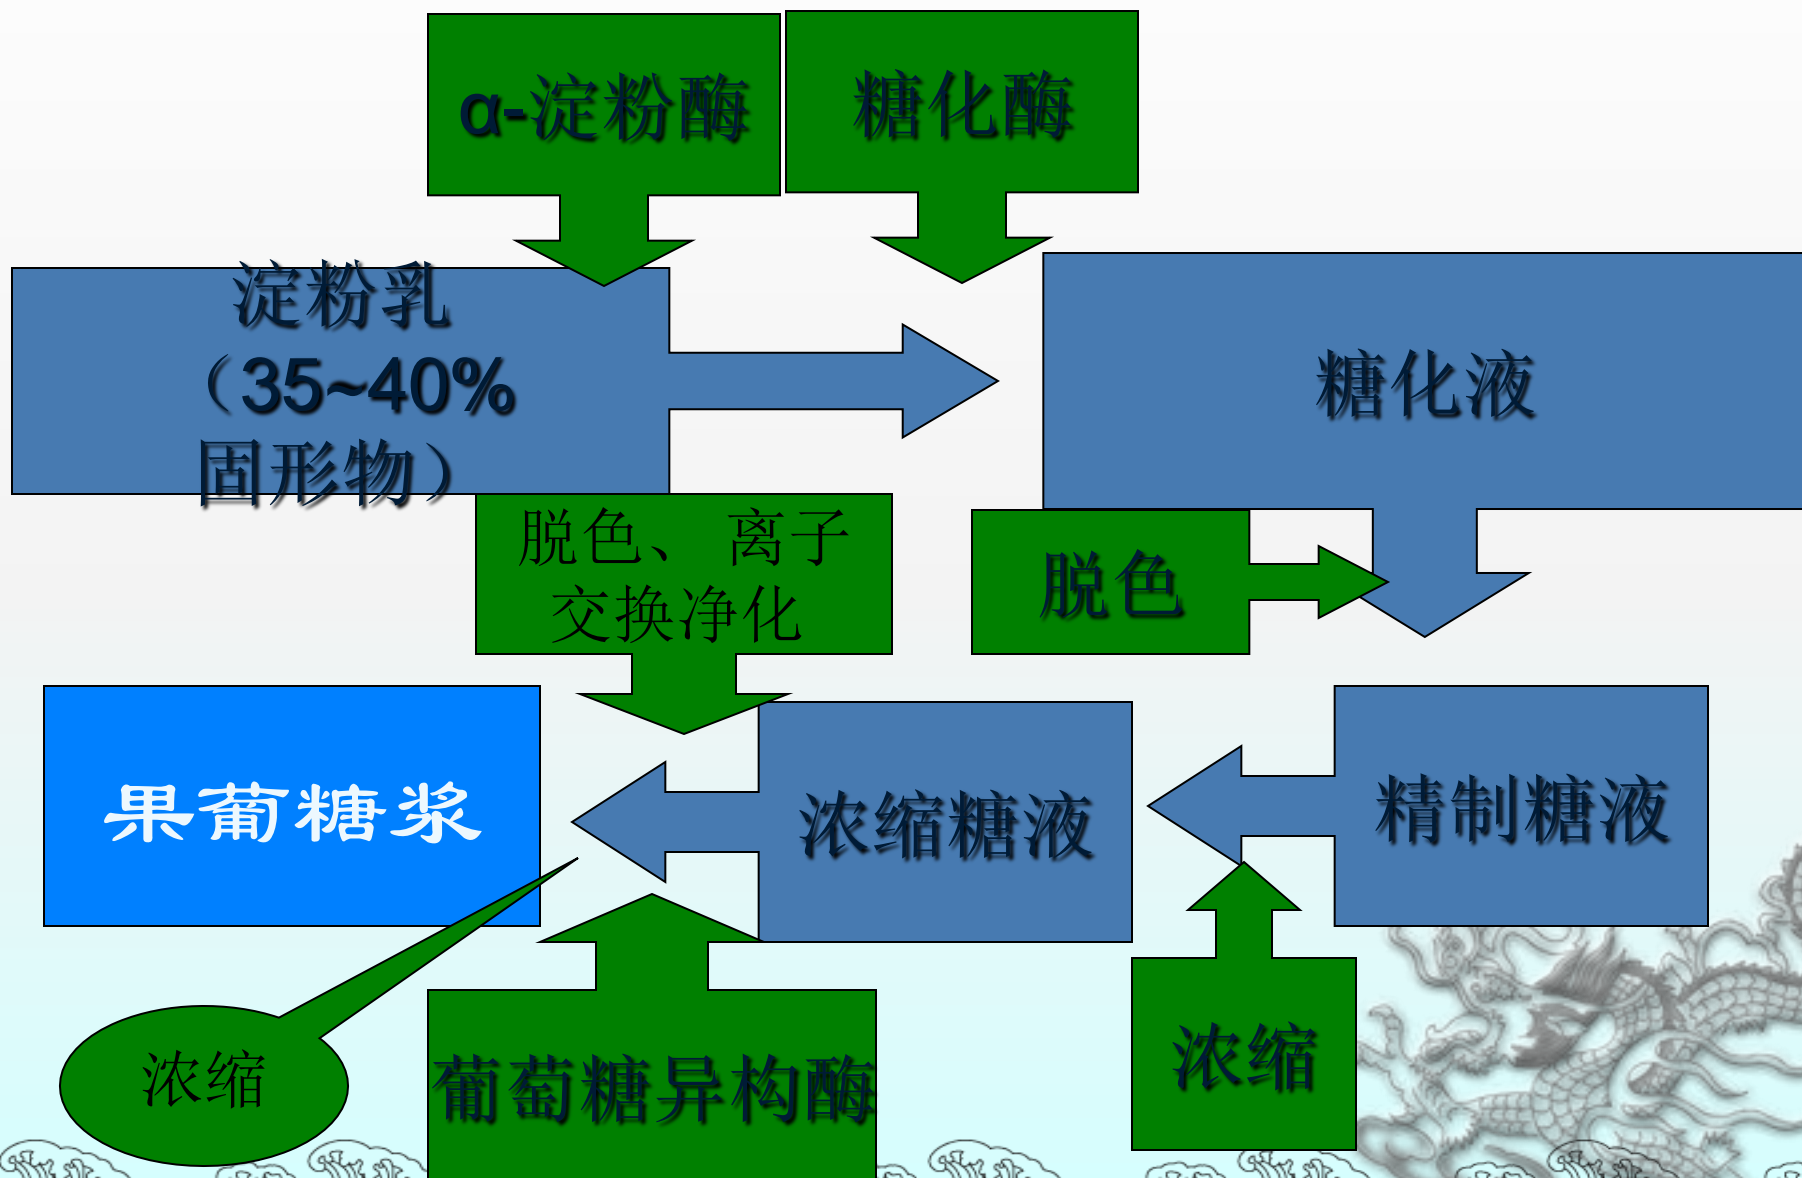 α-淀粉酶
糖化酶
淀粉乳
（35~40%
固形物）
糖化液
脱色、 离子
交换净化
脱色
果葡糖浆
浓缩糖液
精制糖液
浓缩
葡萄糖异构酶
浓缩